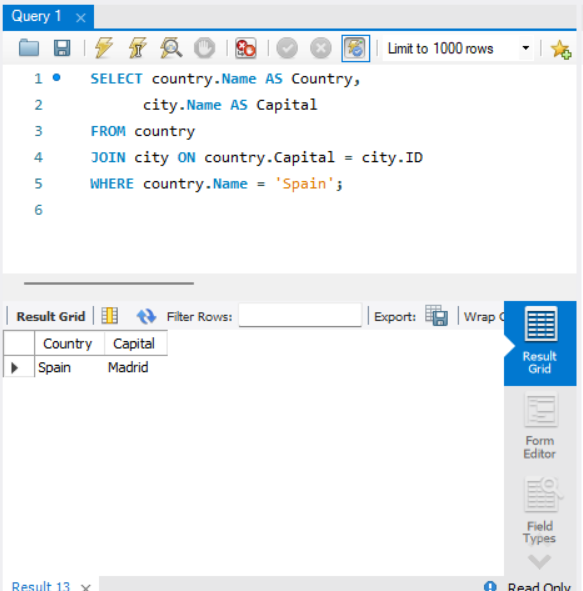 Query 1
Limit to 1000 rows
1 SELECT country.Name AS Country,
2 city.Name AS Capital
3 FROM country
4 JOIN city ON country.Capital = city.ID
5 WHERE country.Name = 'Spain';
6
Result Grid Filter Rows: Export: Wrap C
Country Capital
Spain Madrid
Result
Grid
Form
Editor
Field
Types
Result 13 Read Only